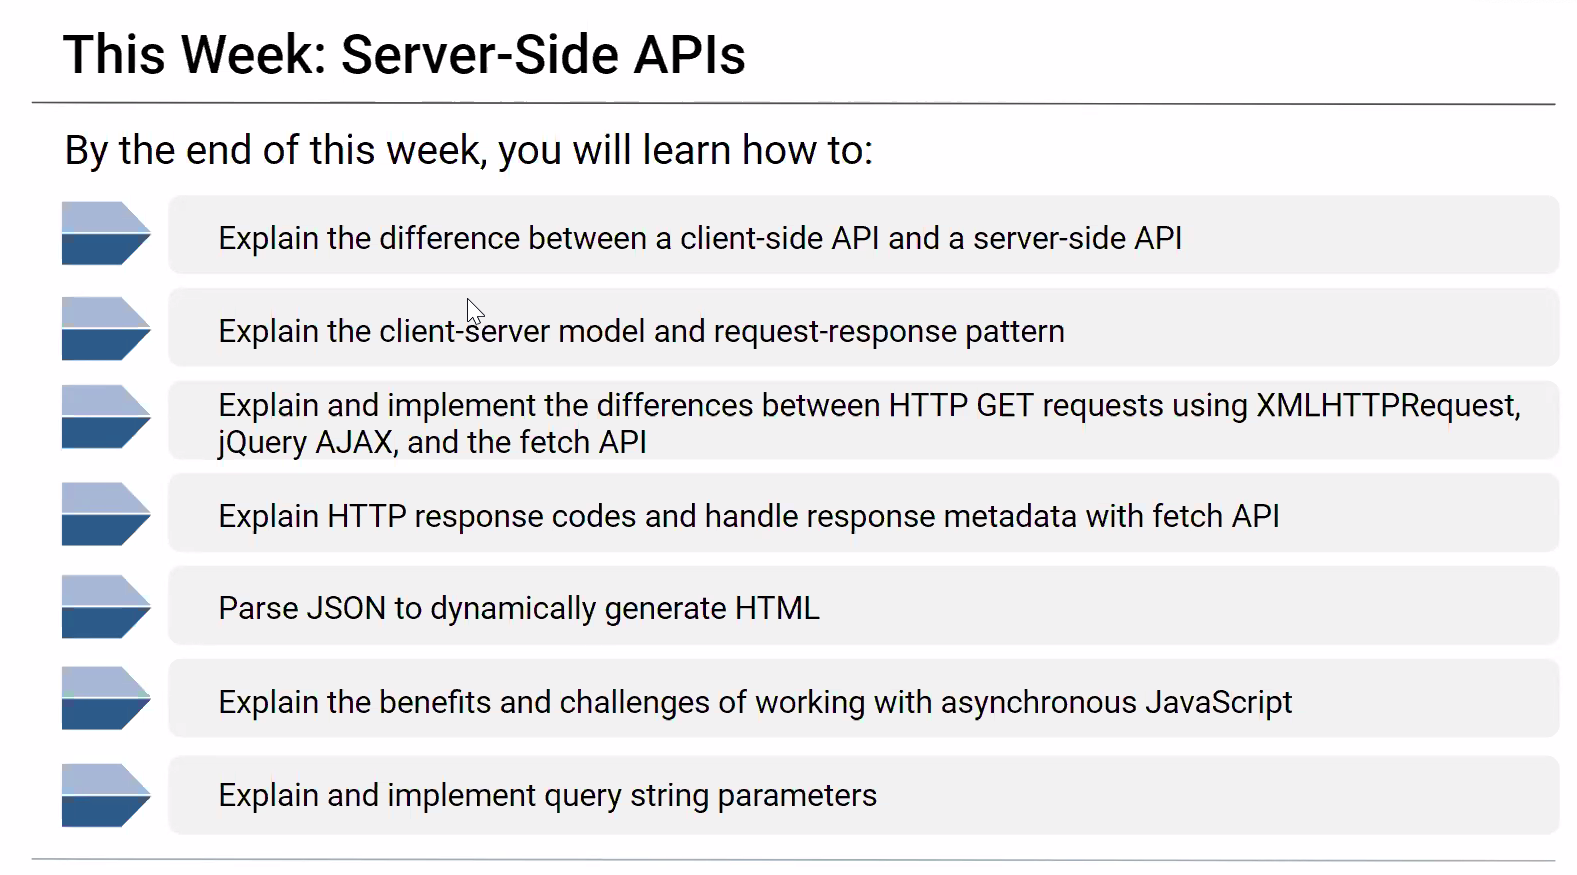 This Week: Server-Side APIs
By the end of this week, you will learn how to:
Explain the difference between a client-side API and a server-side API
Explain the client-server model and request-response pattern
Explain and implement the differences between HTTP GET requests using XMLHTTPRequest,
jQuery AJAX, and the fetch API
Explain HTTP response codes and handle response metadata with fetch API
Parse JSON to dynamically generate HTML
Explain the benefits and challenges of working with asynchronous JavaScript
Explain and implement query string parameters